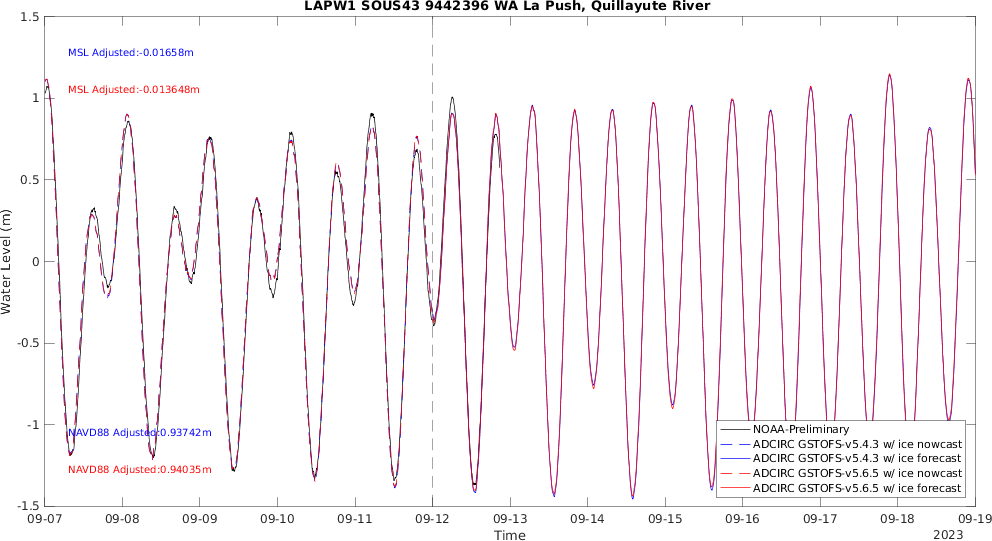 LAPW1 SOUS43 9442396 WA La Push, Quillayute River
1.5
MSL Adjusted:-0.01658m
MSL Adjusted:-0.013648m
1
0.5
0
-0.5
-1
-1.5
Water Level (m)
NAVD88 Adjusted:0.93742m
NAVD88 Adjusted:0.94035m
NOAA-Preliminary
ADCIRC GSTOFS-v5.4.3 w/ ice nowcast
ADCIRC GSTOFS-v5.4.3 w/ ice forecast
ADCIRC GSTOFS-v5.6.5 w/ ice nowcast
ADCIRC GSTOFS-v5.6.5 w/ ice forecast
09-07 09-08 09-09 09-10 09-11 09-12 09-13 09-14 09-15 09-16 09-17 09-18 09-19
Time
2023